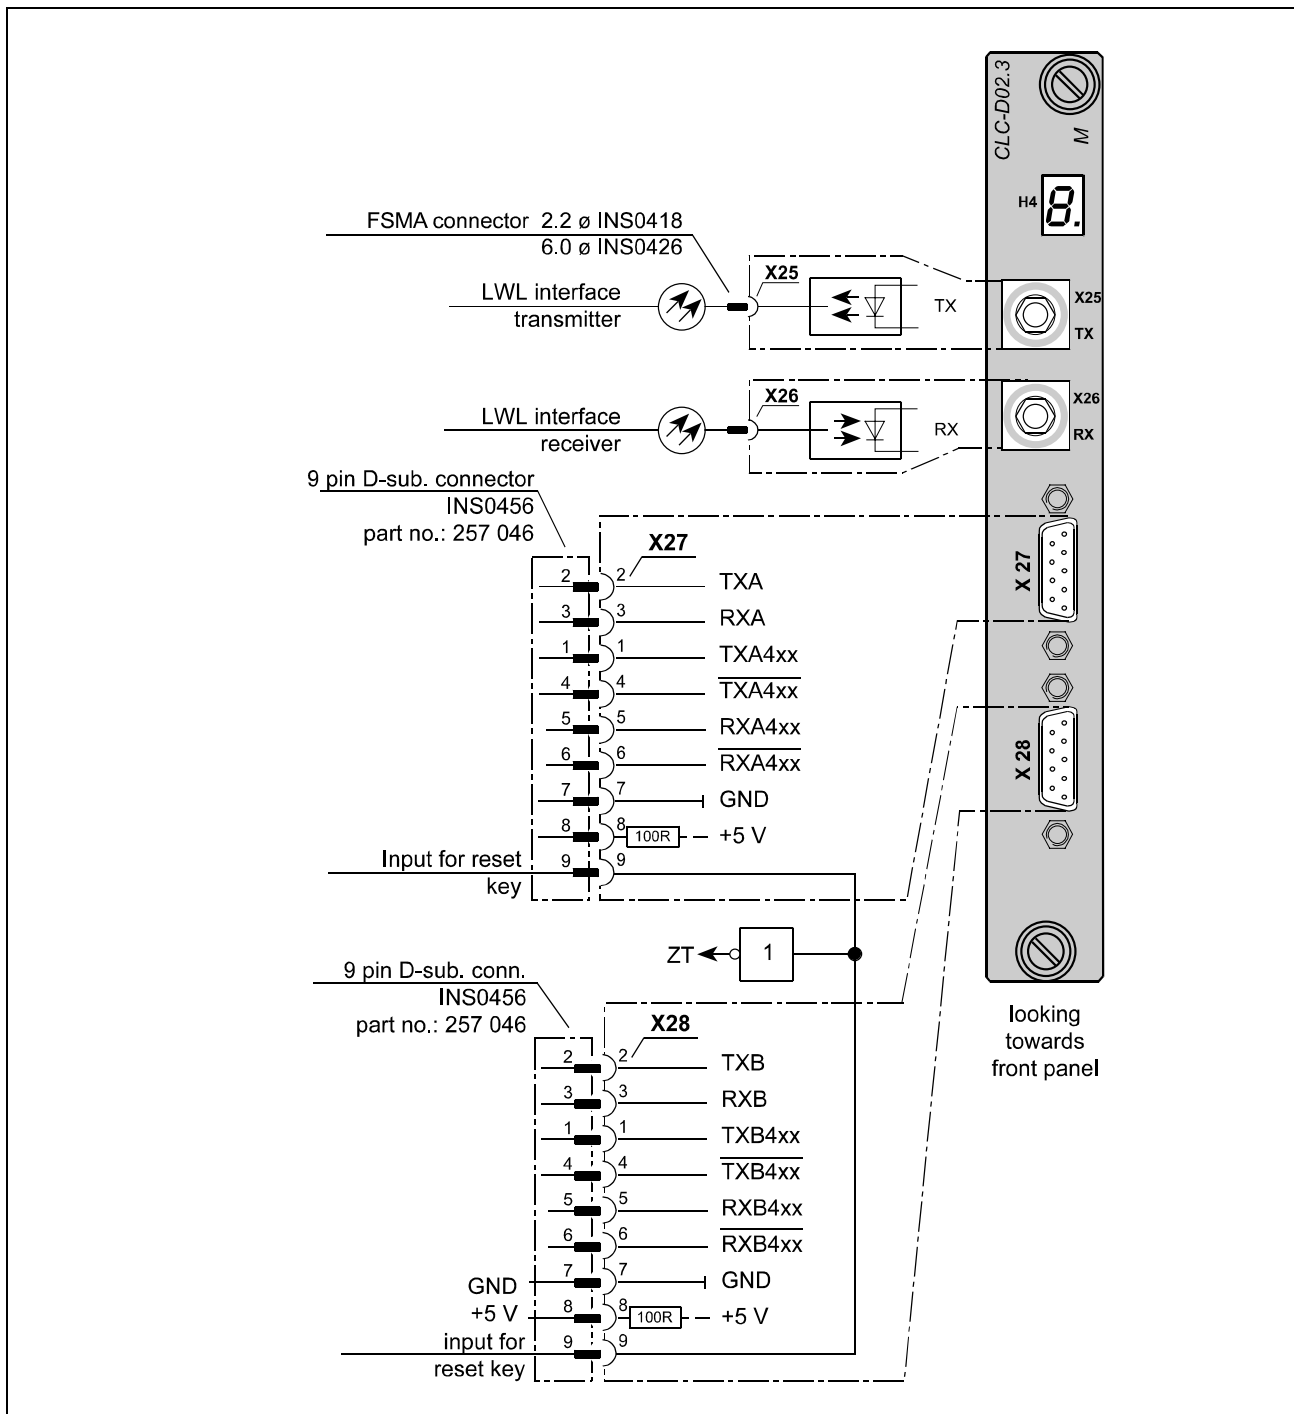 CLC-D02.3
M
H4
8.
FSMA connector 2.2 ø INS0418
6.0 ø INS0426
X25
LWL interface
transmitter
TX
X25
TX
X26
LWL interface
receiver
RX
X26
RX
9 pin D-sub. connector
INS0456
part no.: 257 046
X27
X 27
2 2 TXA
3 3 RXA
1 1 TXA4xx
4 4 TXA4xx
5 5 RXA4xx
6 6 RXA4xx
7 7 GND
8 8 100R +5 V
Input for reset
key
9 9
X 28
ZT 1
9 pin D-sub. conn.
INS0456
part no.: 257 046
X28
looking
towards
front panel
2 2 TXB
3 3 RXB
1 1 TXB4xx
4 4 TXB4xx
5 5 RXB4xx
6 6 RXB4xx
GND 7 7 GND
+5 V 8 8 100R +5 V
input for
reset key
9 9